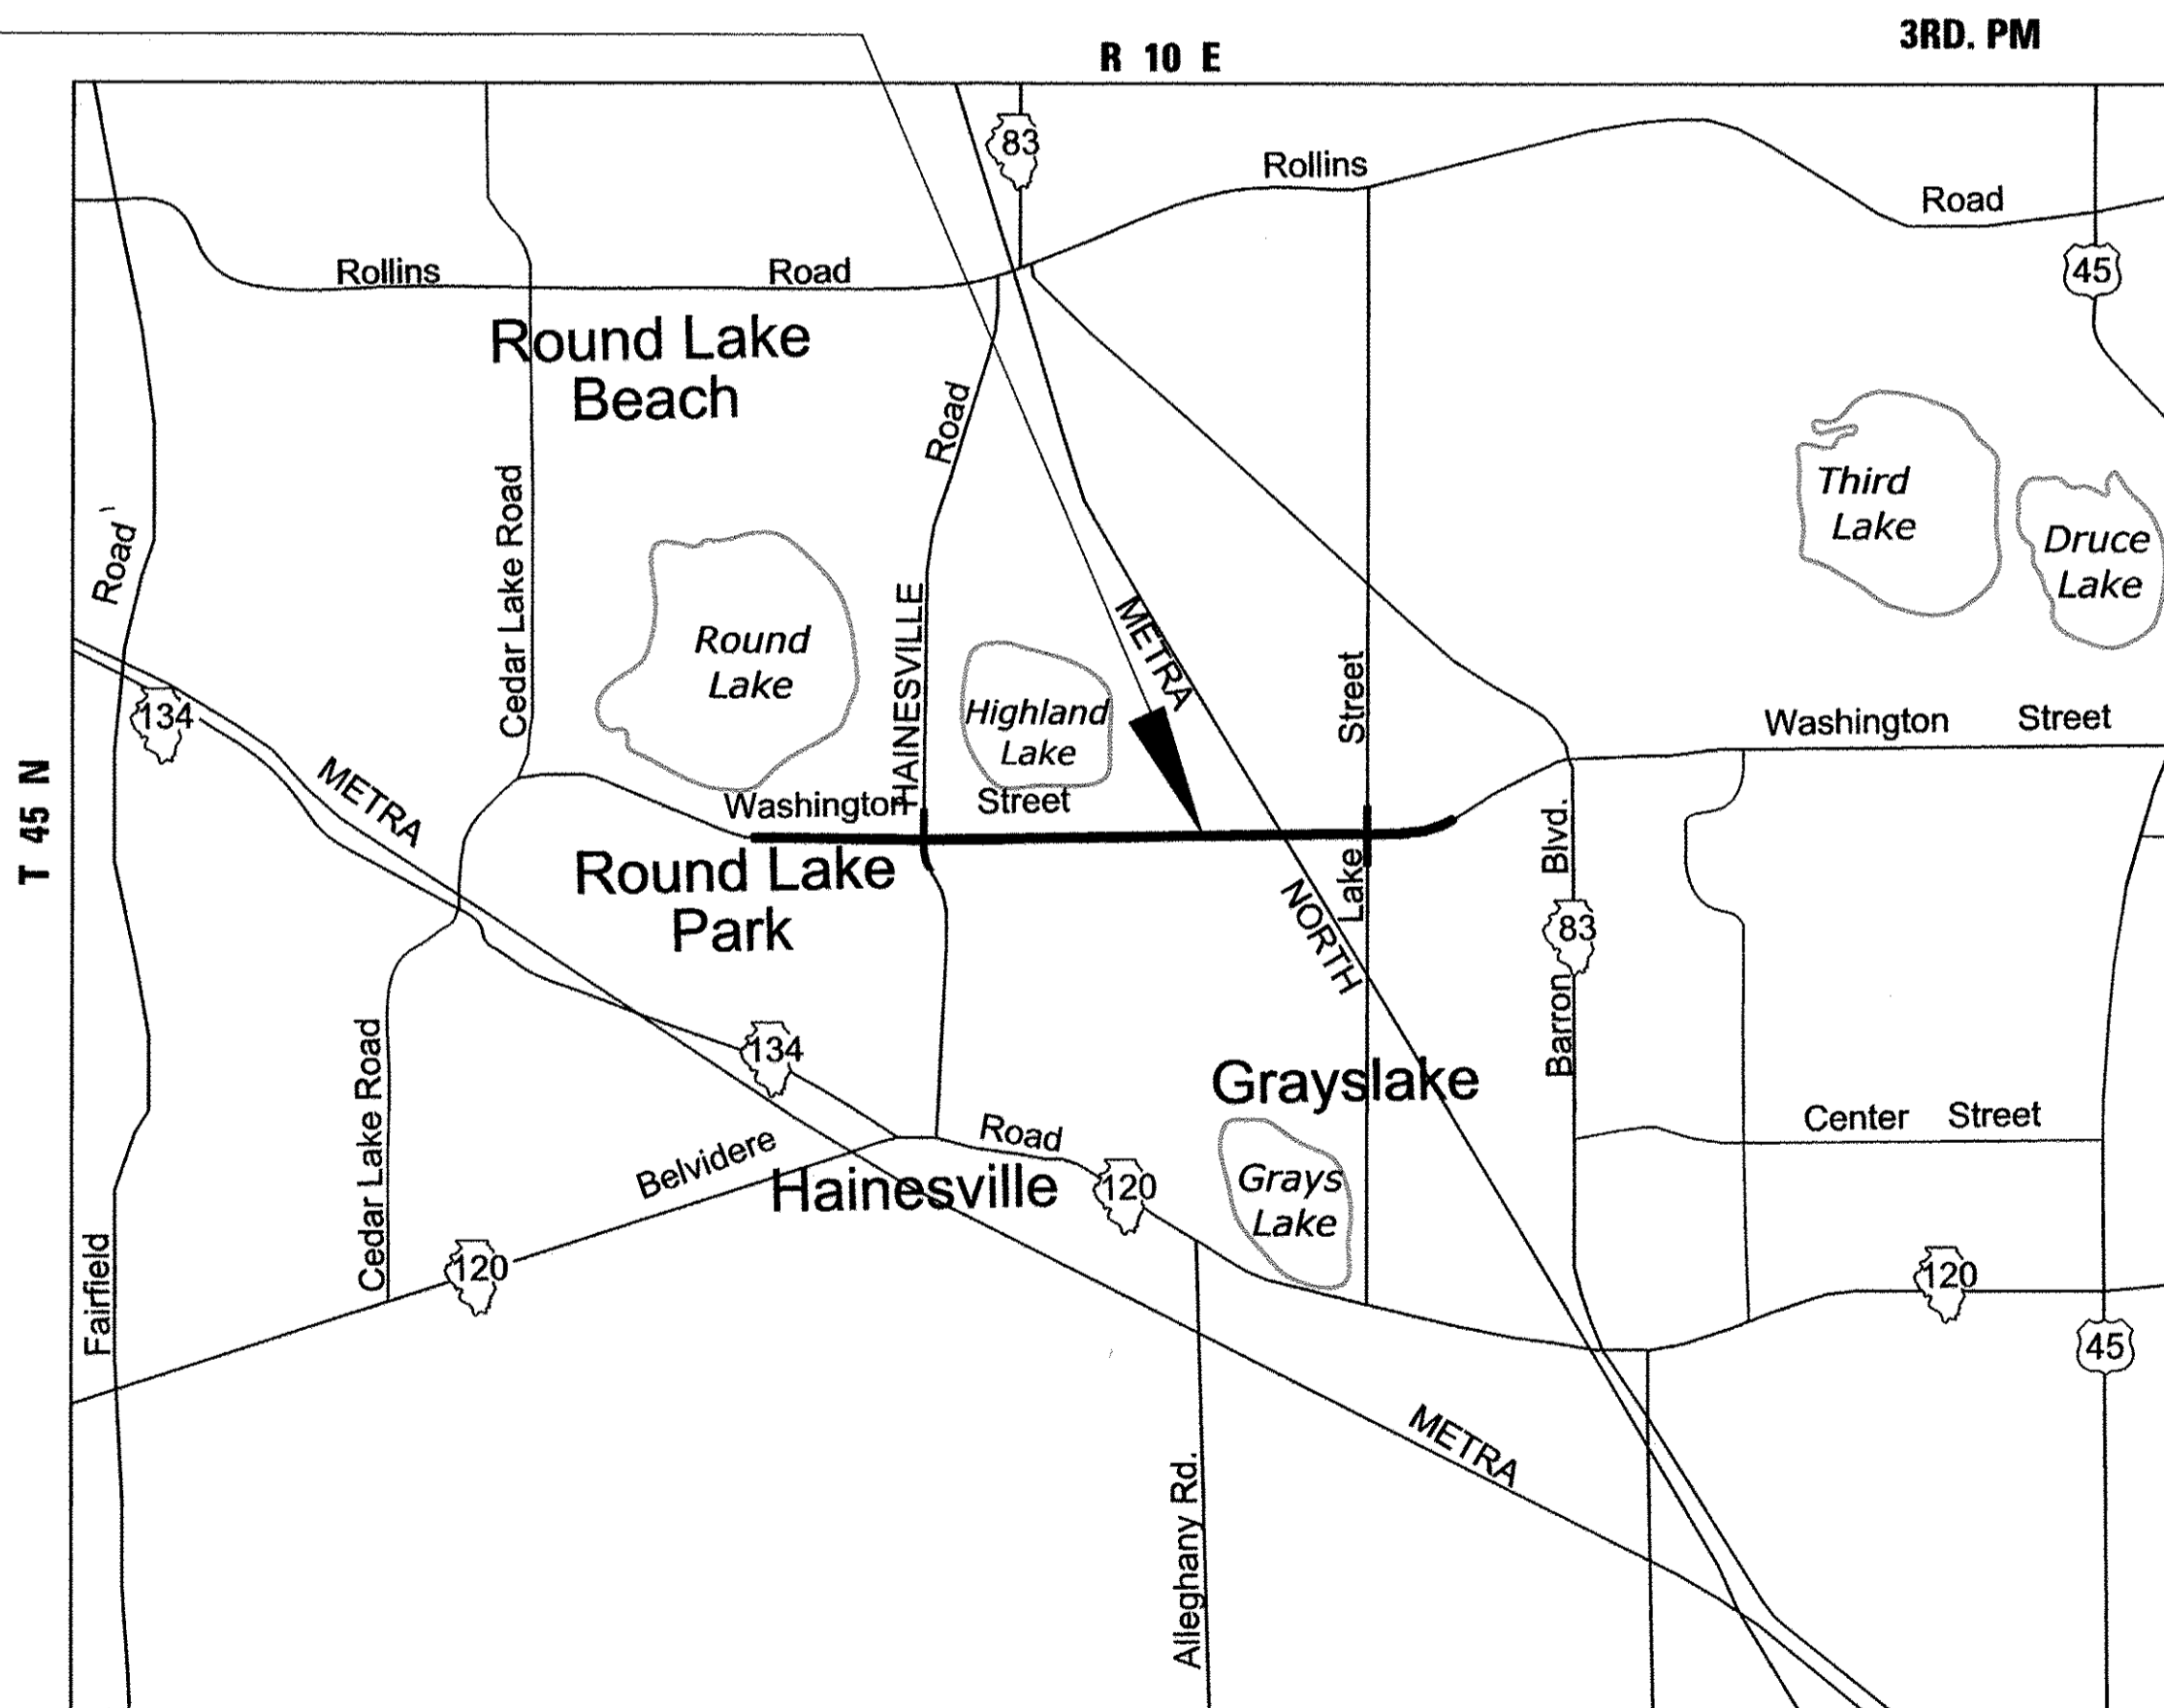 3RD. PM
R 10 E
83
Rollins
Road
Rollins
Road
45
Round Lake
Beach
Road
Third
Lake
Druce
Lake
Road
Cedar Lake Road
Round
Lake
HAINESVILLE
Highland
Lake
METRA
Street
134
Washington Street
METRA
Washington Street
T 45 N
Round Lake
Park
Lake
Blvd.
NORTH
83
Barron
134
Cedar Lake Road
Grayslake
Center Street
Road
Belvidere
Hainesville
120
Grays
Lake
120
120
Fairfield
45
METRA
Alleghany Rd.